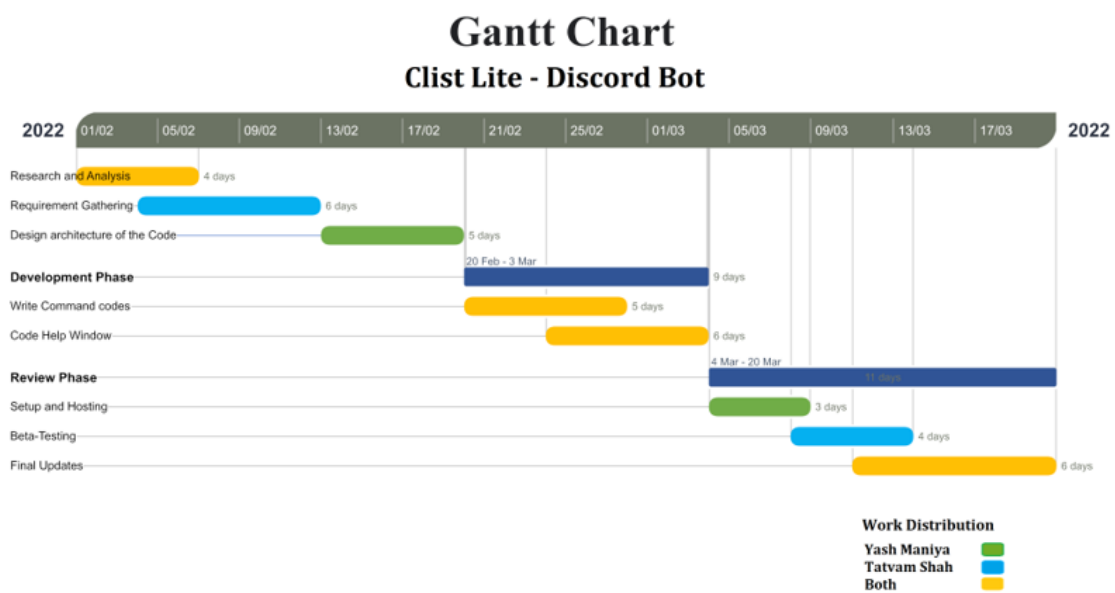 Gantt Chart
Clist Lite - Discord Bot
2022 01/02 05/02 09/02 13/02 17/02 21/02 25/02 01/03 05/03 09/03 13/03 17/03 2022
Research and Analysis 4 days
Requirement Gathering 6 days
Design architecture of the Code 5 days
20 Feb - 3 Mar
Development Phase 9 days
Write Command codes 5 days
Code Help Window 6 days
4 Mar - 20 Mar
Review Phase 11 days
Setup and Hosting 3 days
Beta-Testing 4 days
Final Updates 6 days
Work Distribution
Yash Maniya
Tatvam Shah
Both